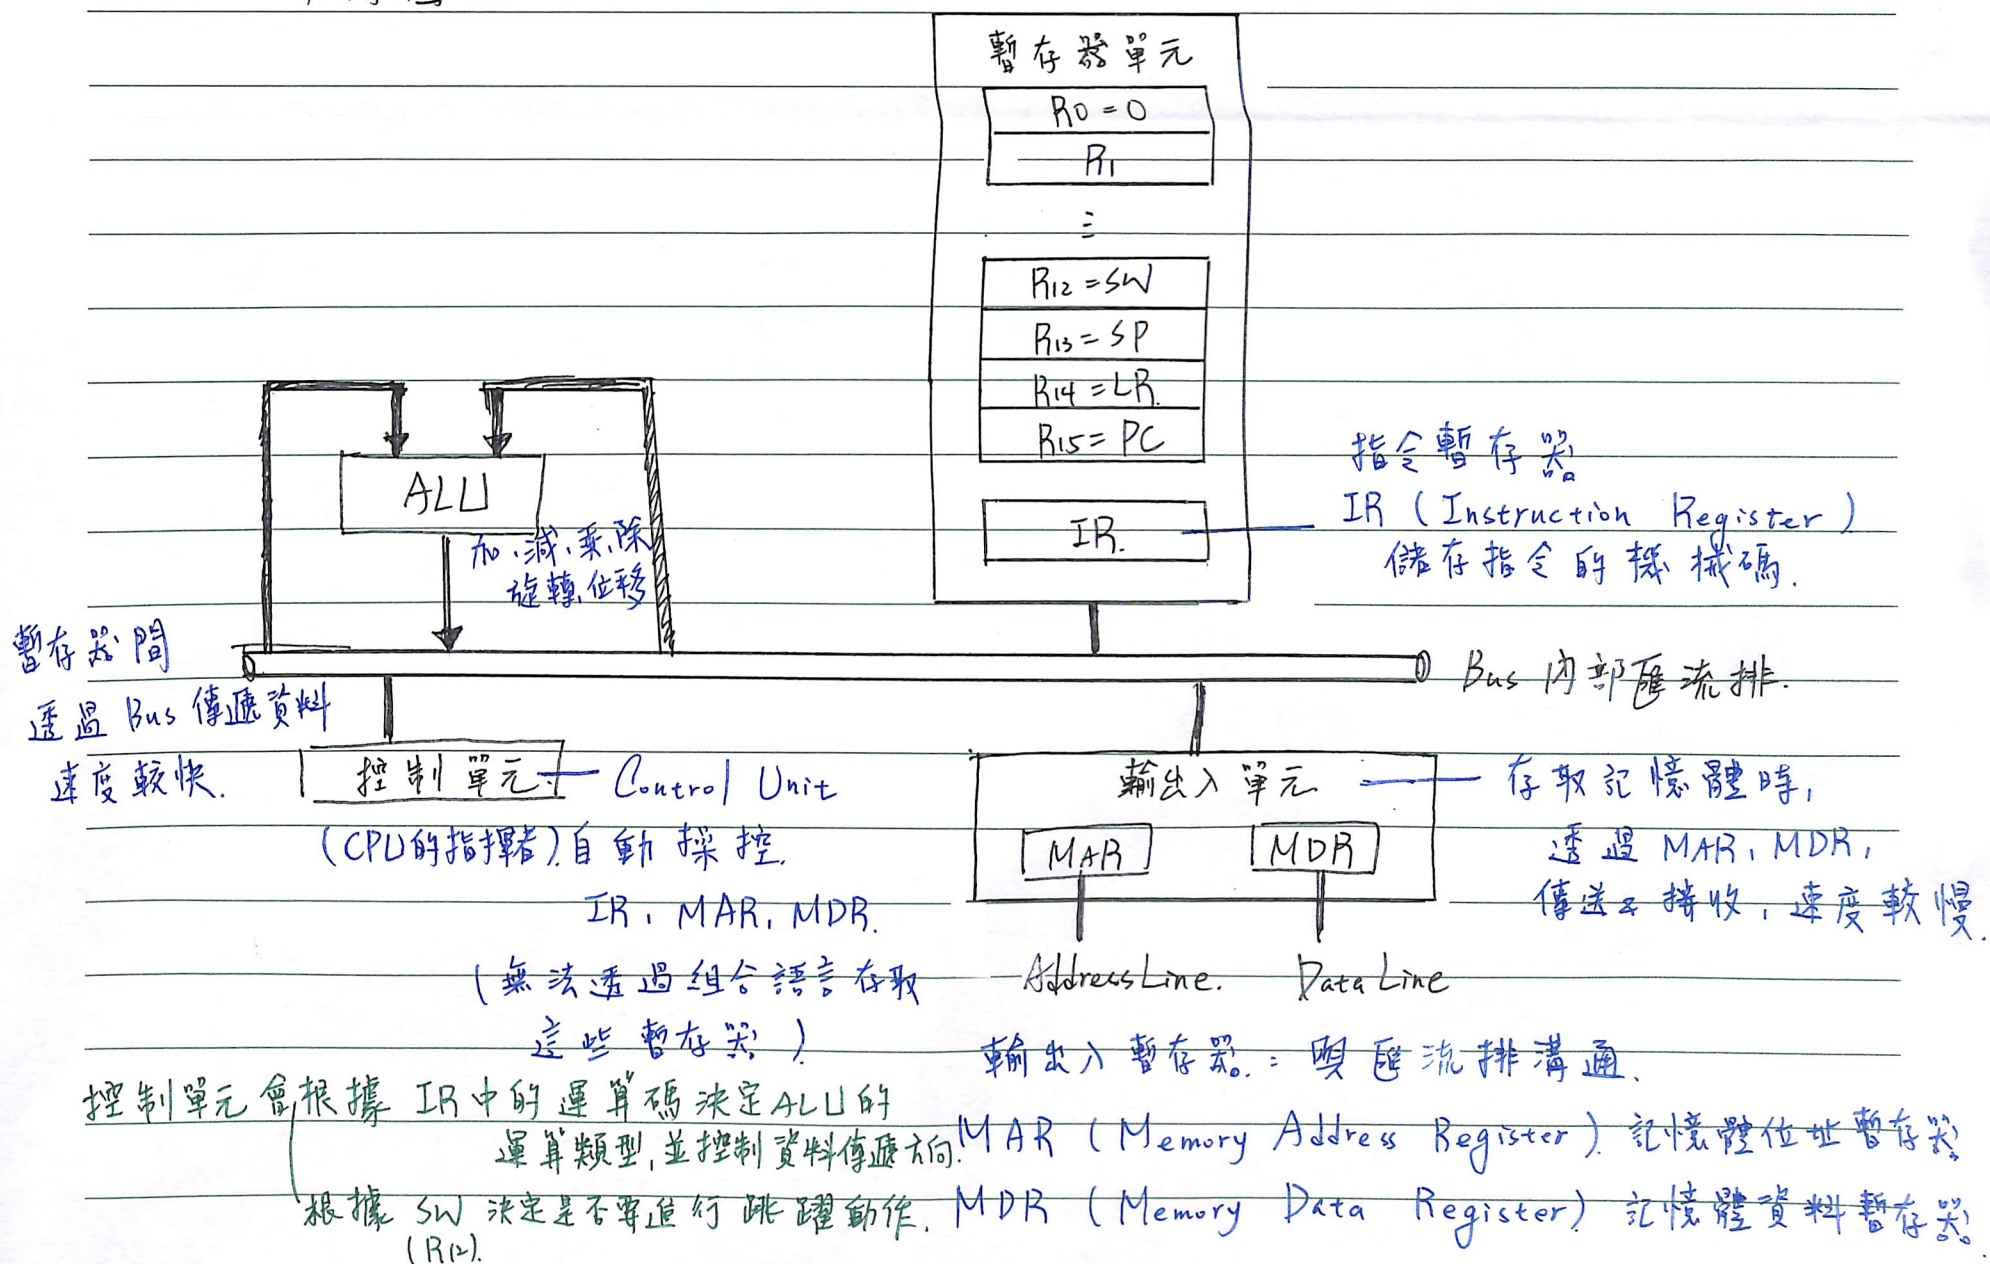 暫存器單元
R0=0
R1
⋮
R12=SW
R13=SP
R14=LR.
R15=PC
IR.
指令暫存器
IR (Instruction Register)
儲存指令的機械碼.
ALU
加、減、乘、除
旋轉、位移
暫存器間
透過 Bus 傳遞資料
速度較快.
Bus 內部匯流排.
控制單元
Control Unit
(CPU的指揮者).自動操控.
IR、MAR、MDR.
(無法透過組合語言存取
這些暫存器)
輸出入單元.
MAR
MDR
Address Line.
Data Line
存取記憶體時,
透過 MAR、MDR,
傳送&接收,速度較慢.
控制單元會根據 IR中的運算碼決定ALU的
運算類型,並控制資料傳遞方向.
根據 SW 決定是否要進行跳躍動作.
(R12).
輸出入暫存器.:與匯流排溝通.
MAR (Memory Address Register). 記憶體位址暫存器
MDR (Memory Data Register) 記憶體資料暫存器.